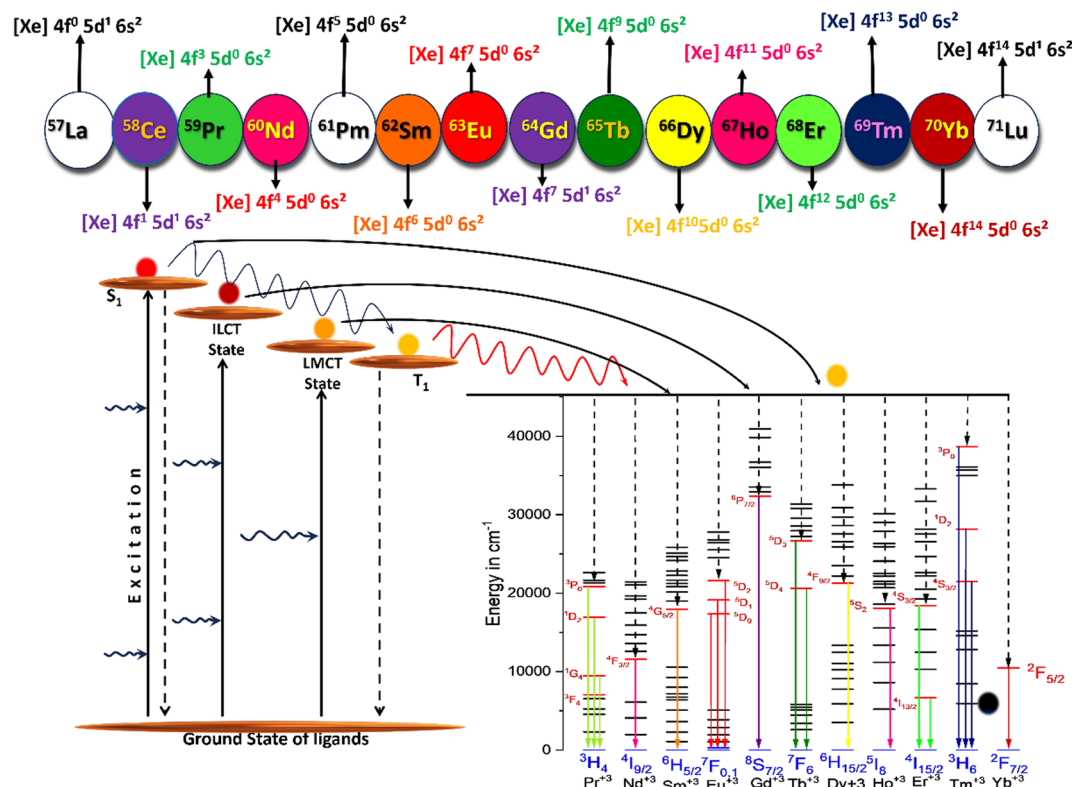 [Xe] 4f⁰ 5d¹ 6s²
[Xe] 4f⁵ 5d⁰ 6s²
[Xe] 4f⁹ 5d⁰ 6s²
[Xe] 4f¹³ 5d⁰ 6s²
[Xe] 4f³ 5d⁰ 6s²
[Xe] 4f⁷ 5d⁰ 6s²
[Xe] 4f¹¹ 5d⁰ 6s²
[Xe] 4f¹⁴ 5d¹ 6s²
⁵⁷La ⁵⁸Ce ⁵⁹Pr ⁶⁰Nd ⁶¹Pm ⁶²Sm ⁶³Eu ⁶⁴Gd ⁶⁵Tb ⁶⁶Dy ⁶⁷Ho ⁶⁸Er ⁶⁹Tm ⁷⁰Yb ⁷¹Lu
[Xe] 4f¹ 5d¹ 6s²
[Xe] 4f⁴ 5d⁰ 6s²
[Xe] 4f⁶ 5d⁰ 6s²
[Xe] 4f⁷ 5d¹ 6s²
[Xe] 4f¹⁰ 5d⁰ 6s²
[Xe] 4f¹² 5d⁰ 6s²
[Xe] 4f¹⁴ 5d⁰ 6s²
S₁
ILCT
State
LMCT
State
T₁
Excitation
Ground State of ligands
Energy in cm⁻¹
40000
30000
20000
10000
0
³P₀
¹D₂
¹G₄
³F₄
⁴F₃/₂
⁴G₅/₂
⁵D₂
⁵D₁
⁵D₀
⁶P₇/₂
⁵D₃
⁵D₄
⁴F₉/₂
⁵S₂
⁴S₃/₂
⁴I₁₃/₂
³P₀
¹D₂
⁴S₃/₂
²F₅/₂
³H₄ ⁴I₉/₂ ⁶H₅/₂ ⁷F₀,₁ ⁸S₇/₂ ⁷F₆ ⁶H₁₅/₂ ⁵I₈ ⁴I₁₅/₂ ³H₆ ²F₇/₂
Pr⁺³ Nd⁺³ Sm⁺³ Eu⁺³ Gd⁺³ Tb⁺³ Dy+3 Ho⁺³ Er⁺³ Tm⁺³ Yb⁺³